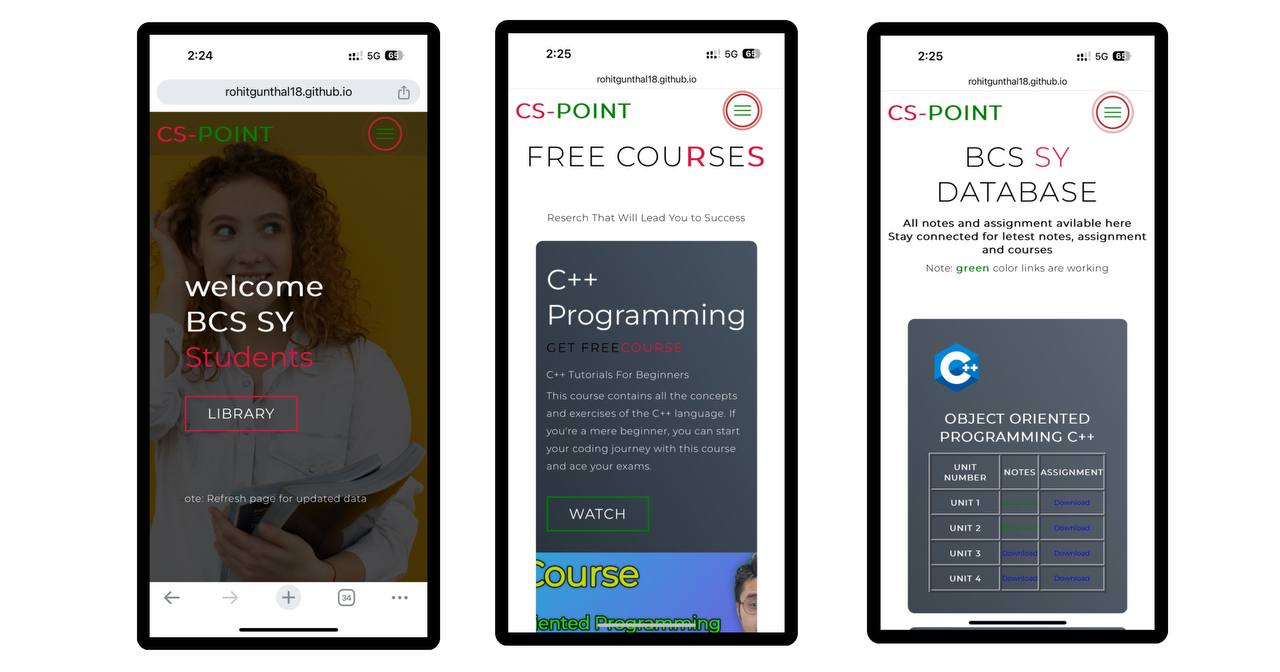 2:24
5G 65
rohitgunthal18.github.io
CS-POINT
welcome
BCS SY
Students
LIBRARY
ote: Refresh page for updated data
34
2:25
5G 65
rohitgunthal18.github.io
CS-POINT
FREE COURSES
Reserch That Will Lead You to Success
C++
Programming
GET FREECOURSE
C++ Tutorials For Beginners
This course contains all the concepts
and exercises of the C++ language. If
you're a mere beginner, you can start
your coding journey with this course
and ace your exams.
WATCH
Course
iented Programming
2:25
5G 65
rohitgunthal18.github.io
CS-POINT
BCS SY
DATABASE
All notes and assignment avilable here
Stay connected for letest notes, assignment
and courses
Note: green color links are working
C++
OBJECT ORIENTED
PROGRAMMING C++
UNIT
NUMBER NOTES ASSIGNMENT
UNIT 1 Download Download
UNIT 2 Download Download
UNIT 3 Download Download
UNIT 4 Download Download